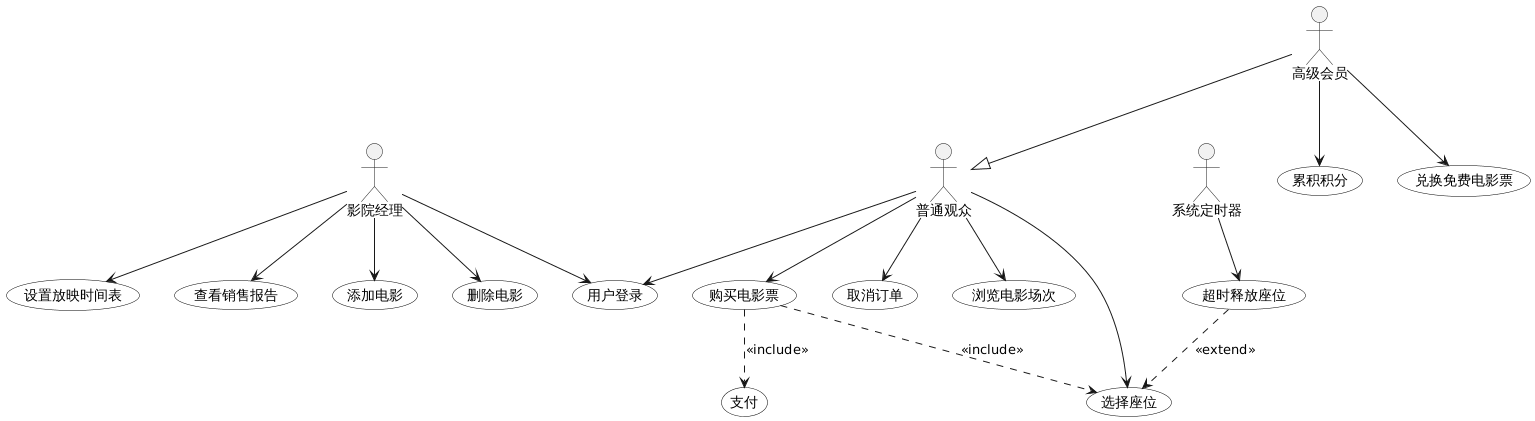 高级会员
累积积分
兑换免费电影票
影院经理
普通观众
系统定时器
设置放映时间表
查看销售报告
添加电影
删除电影
用户登录
购买电影票
取消订单
浏览电影场次
超时释放座位
«include»
«include»
«extend»
支付
选择座位